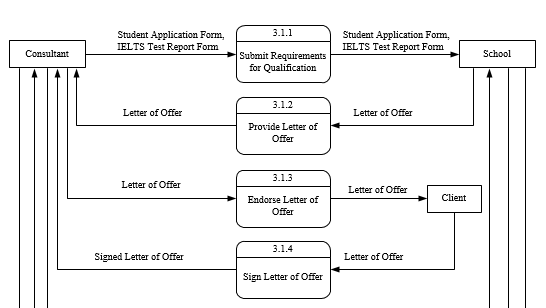 Student Application Form,
IELTS Test Report Form
3.1.1
Student Application Form,
IELTS Test Report Form
Consultant
Submit Requirements
for Qualification
School
3.1.2
Letter of Offer
Letter of Offer
Provide Letter of
Offer
3.1.3
Letter of Offer
Letter of Offer
Endorse Letter of
Offer
Client
3.1.4
Signed Letter of Offer
Letter of Offer
Sign Letter of Offer